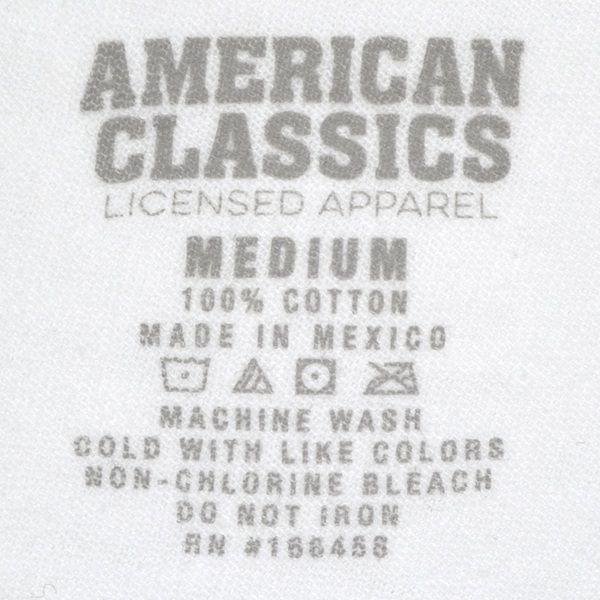 AMERICAN
CLASSICS
LICENSED APPAREL
MEDIUM
100% COTTON
MADE IN MEXICO
MACHINE WASH
COLD WITH LIKE COLORS
NON-CHLORINE BLEACH
DO NOT IRON
RN